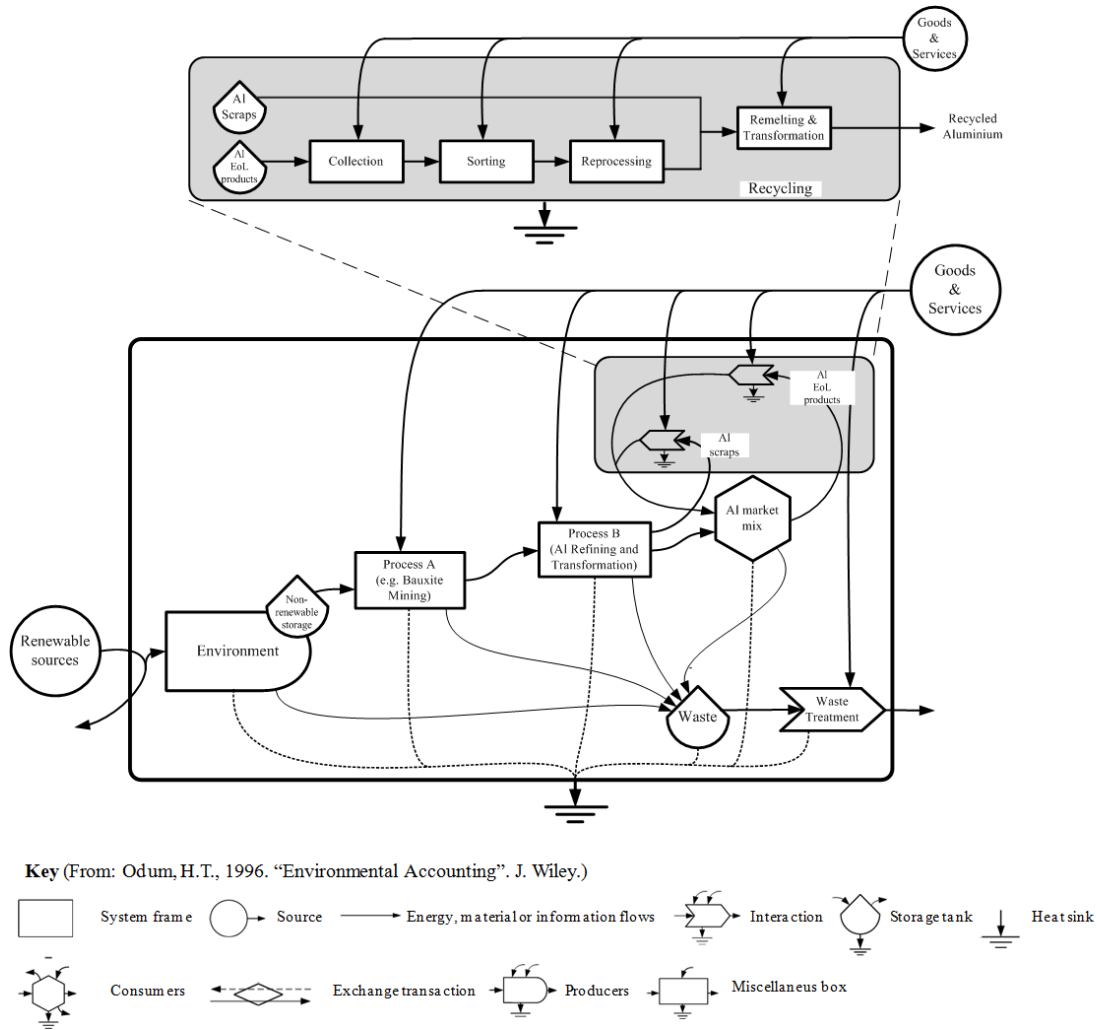 Goods
&
Services
Al
Scraps
Al
EoL
products
Collection
Sorting
Reprocessing
Remelting &
Transformation
Recycled
Aluminium
Recycling
Goods
&
Services
Al
EoL
products
Al
scraps
Al market
mix
Process B
(Al Refining and
Transformation)
Process A
(e.g. Bauxite
Mining)
Non-
renewable
storage
Renewable
sources
Environment
Waste
Waste
Treatment
Key (From: Odum, H.T., 1996. “Environmental Accounting”. J. Wiley.)
System frame
Source
Energy, material or information flows
Interaction
Storage tank
Heat sink
Consumers
Exchange transaction
Producers
Miscellaneus box